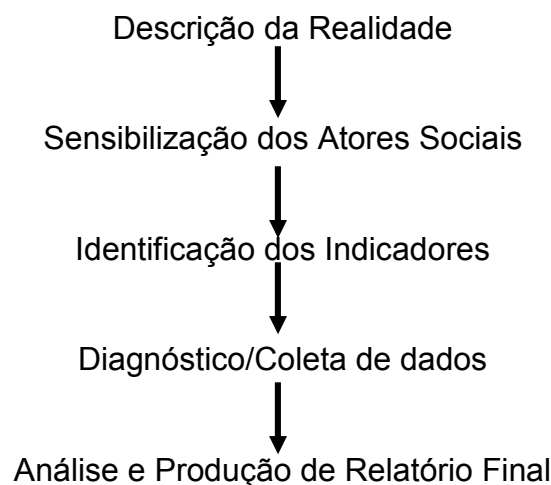 Descrição da Realidade
Sensibilização dos Atores Sociais
Identificação dos Indicadores
Diagnóstico/Coleta de dados
Análise e Produção de Relatório Final